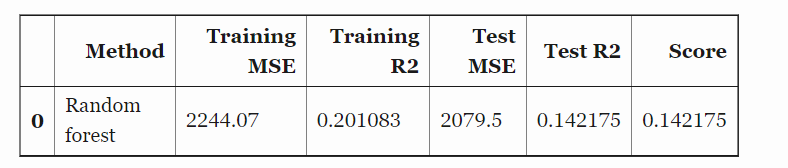 Method Training MSE Training R2 Test MSE Test R2 Score
0 Random forest 2244.07 0.201083 2079.5 0.142175 0.142175